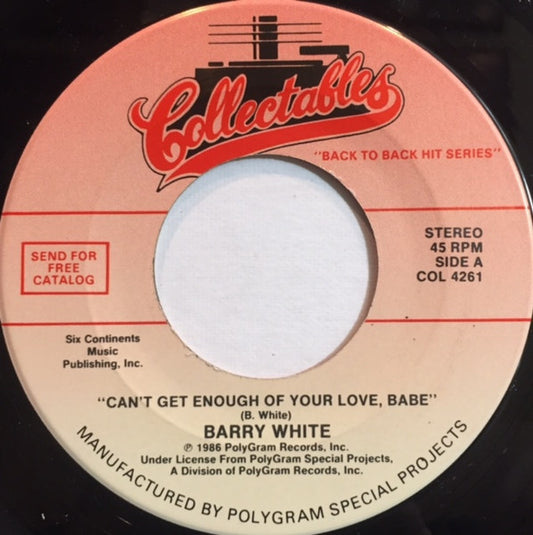 Collectables
"BACK TO BACK HIT SERIES"
SEND FOR
FREE
CATALOG
STEREO
45 RPM
SIDE A
COL 4261
Six Continents
Music
Publishing, Inc.
"CAN'T GET ENOUGH OF YOUR LOVE, BABE"
(B. White)
BARRY WHITE
℗ 1986 PolyGram Records, Inc.
Under License From PolyGram Special Projects,
A Division of PolyGram Records, Inc.
MANUFACTURED BY POLYGRAM SPECIAL PROJECTS